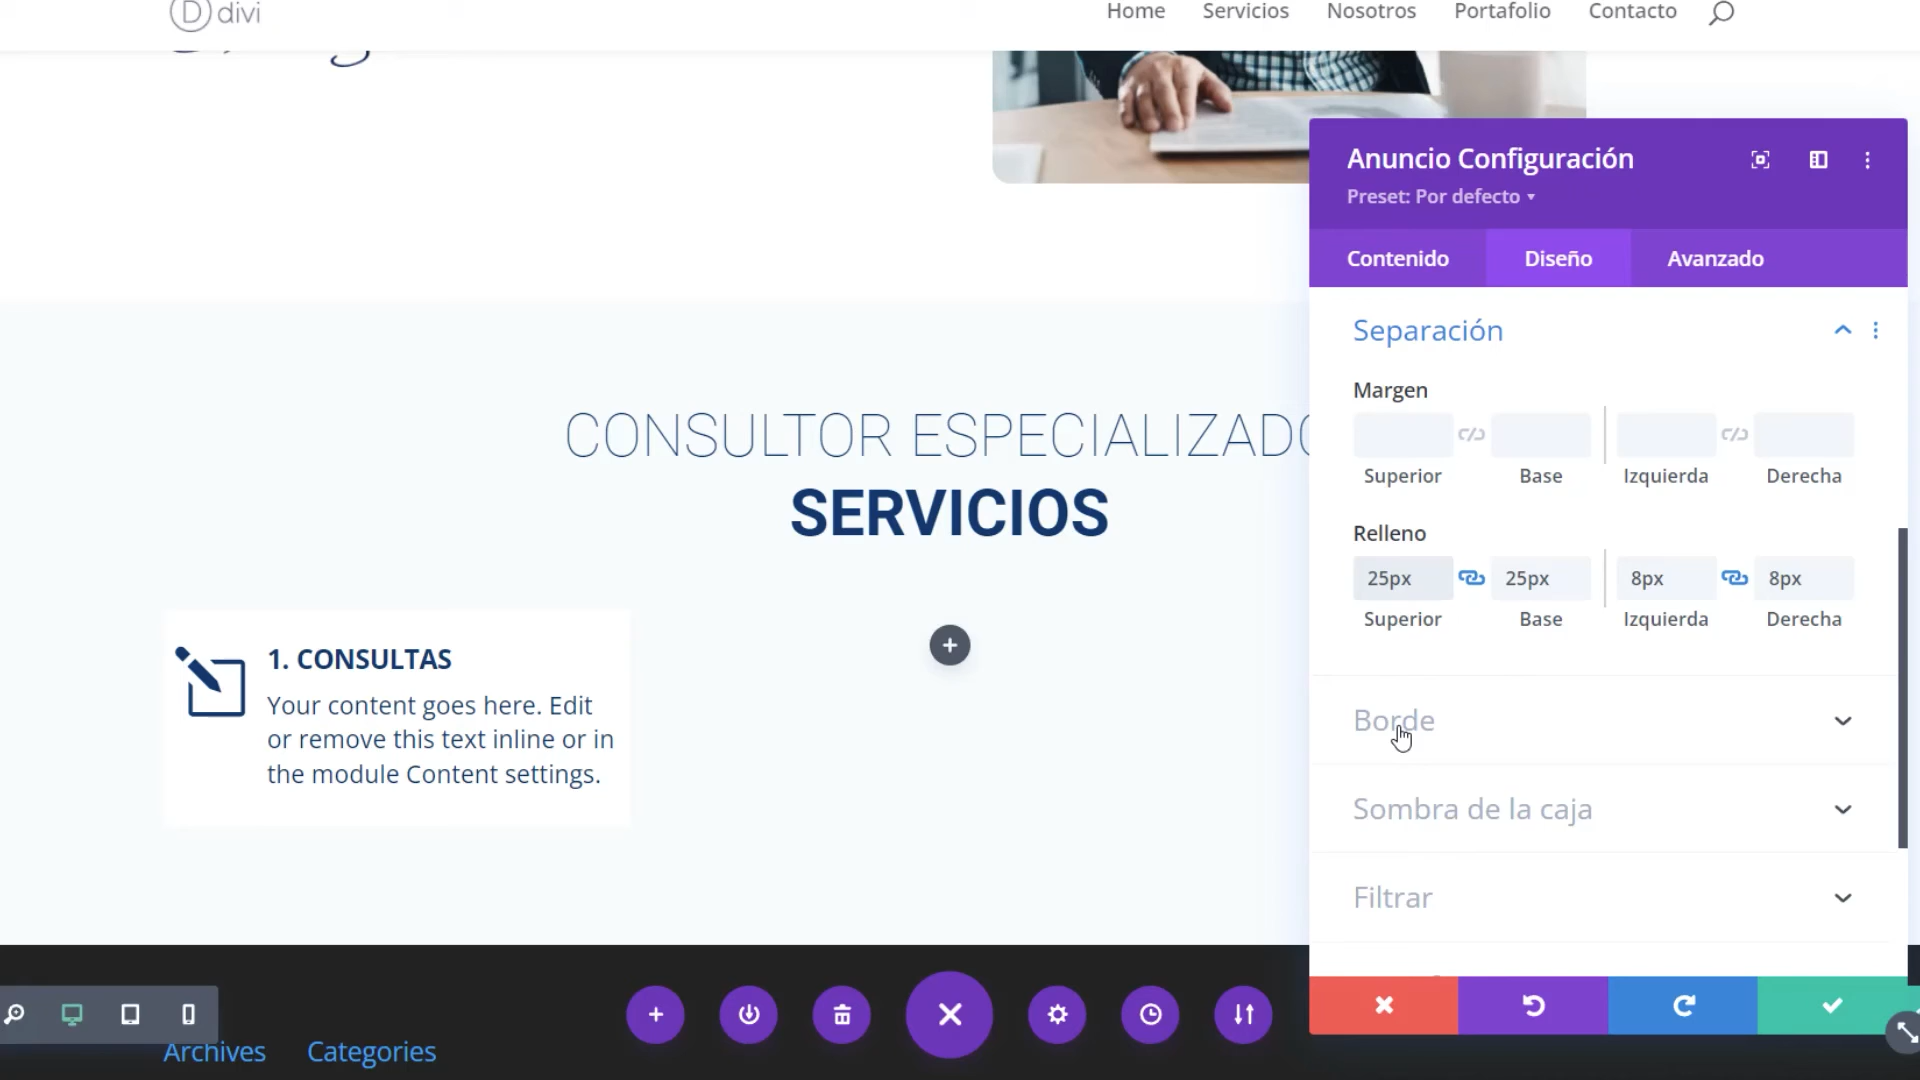 divi
Home
Servicios
Nosotros
Portafolio
Contacto
CONSULTOR ESPECIALIZADO
SERVICIOS
1. CONSULTAS
Your content goes here. Edit
or remove this text inline or in
the module Content settings.
Archives
Categories
Anuncio Configuración
Preset: Por defecto
Contenido
Diseño
Avanzado
Separación
Margen
Superior
Base
Izquierda
Derecha
Relleno
25px
25px
8px
8px
Superior
Base
Izquierda
Derecha
Borde
Sombra de la caja
Filtrar